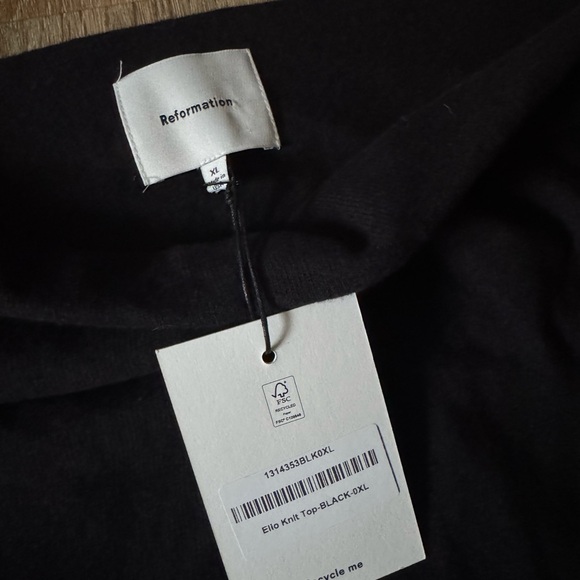 Reformation
XL
FSC
RECYCLED
1314353BLK0XL
Ello Knit Top-BLACK-0XL
cycle me